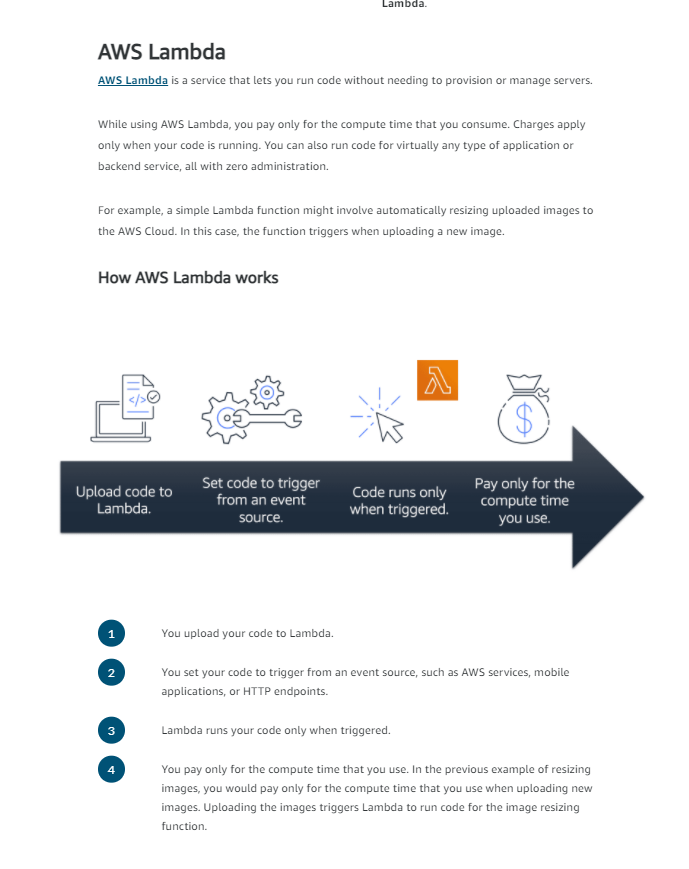 Lambda.
AWS Lambda
AWS Lambda is a service that lets you run code without needing to provision or manage servers.
While using AWS Lambda, you pay only for the compute time that you consume. Charges apply
only when your code is running. You can also run code for virtually any type of application or
backend service, all with zero administration.
For example, a simple Lambda function might involve automatically resizing uploaded images to
the AWS Cloud. In this case, the function triggers when uploading a new image.
How AWS Lambda works
</>
$
Upload code to
Lambda.
Set code to trigger
from an event
source.
Code runs only
when triggered.
Pay only for the
compute time
you use.
1
You upload your code to Lambda.
2
You set your code to trigger from an event source, such as AWS services, mobile
applications, or HTTP endpoints.
3
Lambda runs your code only when triggered.
4
You pay only for the compute time that you use. In the previous example of resizing
images, you would pay only for the compute time that you use when uploading new
images. Uploading the images triggers Lambda to run code for the image resizing
function.